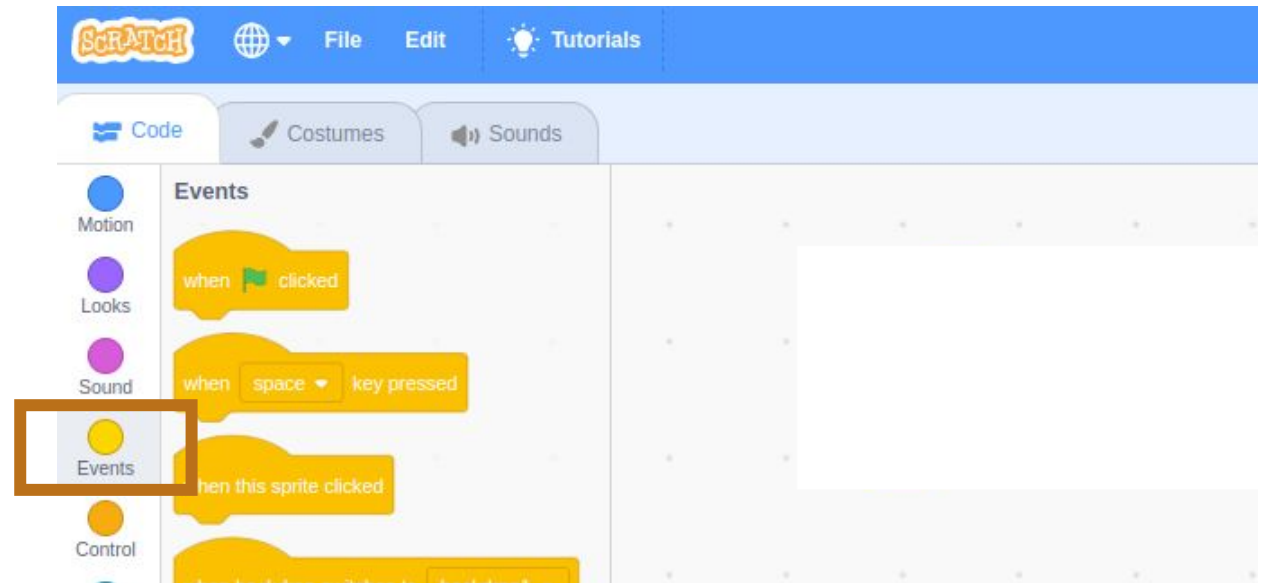 SCRATCH File Edit Tutorials
Code Costumes Sounds
Motion
Looks
Sound
Events
Control
Events
when clicked
when space key pressed
when this sprite clicked